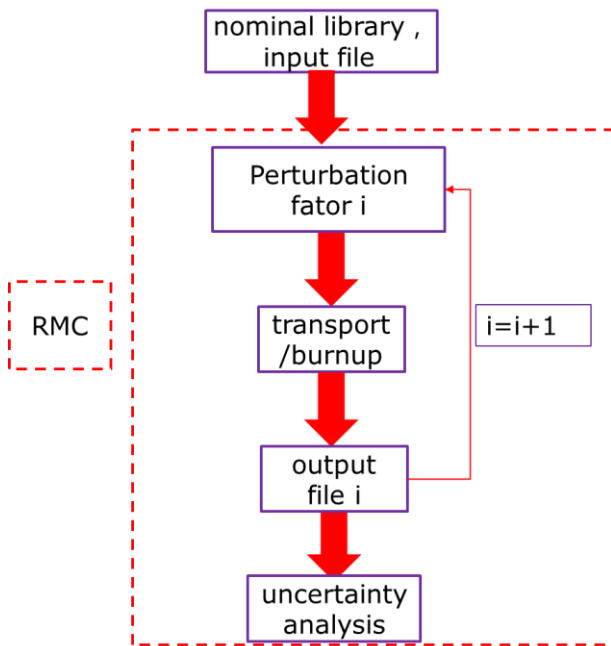 nominal library ,
input file
Perturbation
fator i
RMC
transport
/burnup
i=i+1
output
file i
uncertainty
analysis